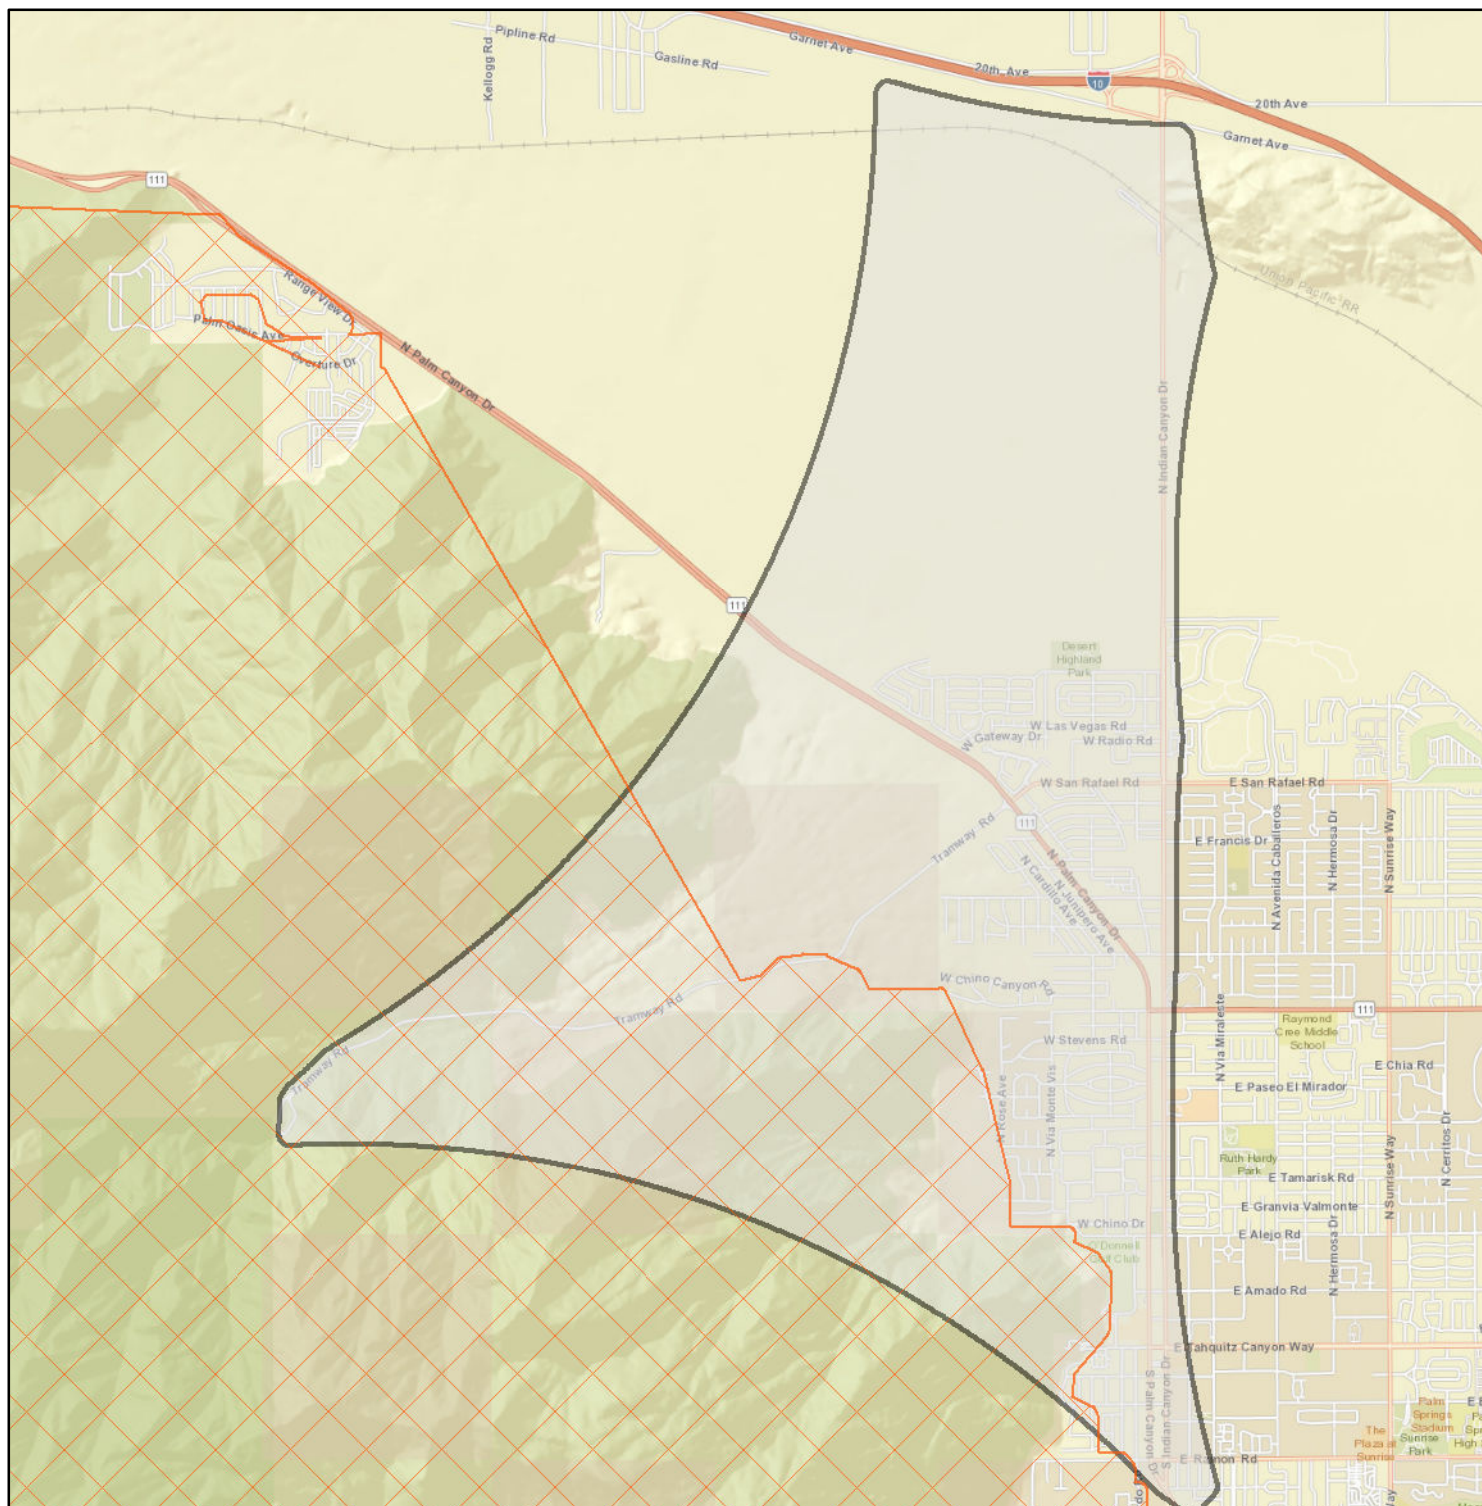 Pipline Rd
Kellogg Rd
Gasline Rd
Garnet Ave
20th Ave
10
20th Ave
Garnet Ave
111
Range View Dr
Palm Oasis Ave
Overture Dr
N Palm Canyon Dr
Union Pacific RR
N Indian Canyon Dr
111
Desert
Highland
Park
W Las Vegas Rd
W Gateway Dr
W Radio Rd
W San Rafael Rd
E San Rafael Rd
Tramway Rd
111
E Francis Dr
N Avenida Caballeros
N Hermosa Dr
N Sunrise Way
N Palm Canyon Dr
N Junipero Ave
N Cardillo Ave
W Chino Canyon Rd
Tramway Rd
111
Raymond
Cree Middle
School
N Via Miraleste
W Stevens Rd
Tramway Rd
E Chia Rd
E Paseo El Mirador
N Rose Ave
N Via Monte Vis
N Cerritos Dr
N Sunrise Way
Ruth Hardy
Park
E Tamarisk Rd
E Granvia Valmonte
W Chino Dr
E Alejo Rd
N Hermosa Dr
O'Donnell
Golf Club
E Amado Rd
E Tahquitz Canyon Way
S Palm Canyon Dr
S Indian Canyon Dr
Palm
Springs
Stadium
Sunrise
Park
The
Plaza at
Sunrise
High
E Ramon Rd